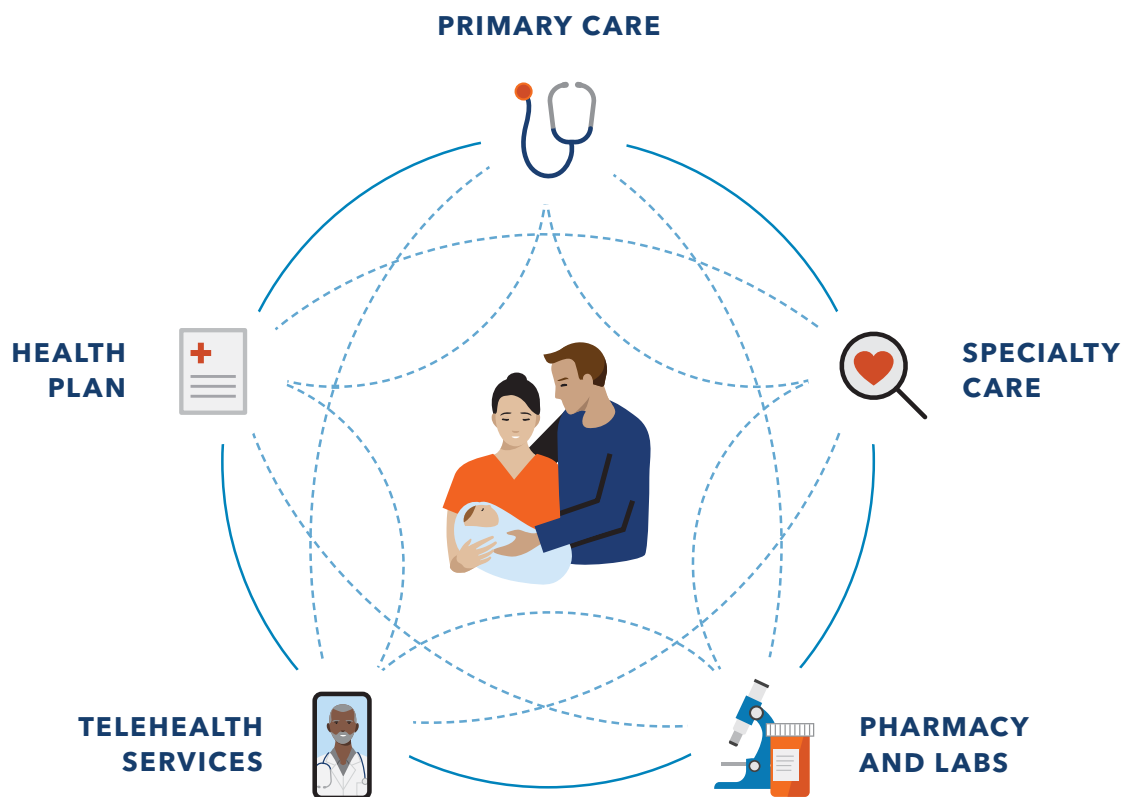 PRIMARY CARE
HEALTH
PLAN
SPECIALTY
CARE
TELEHEALTH
SERVICES
PHARMACY
AND LABS